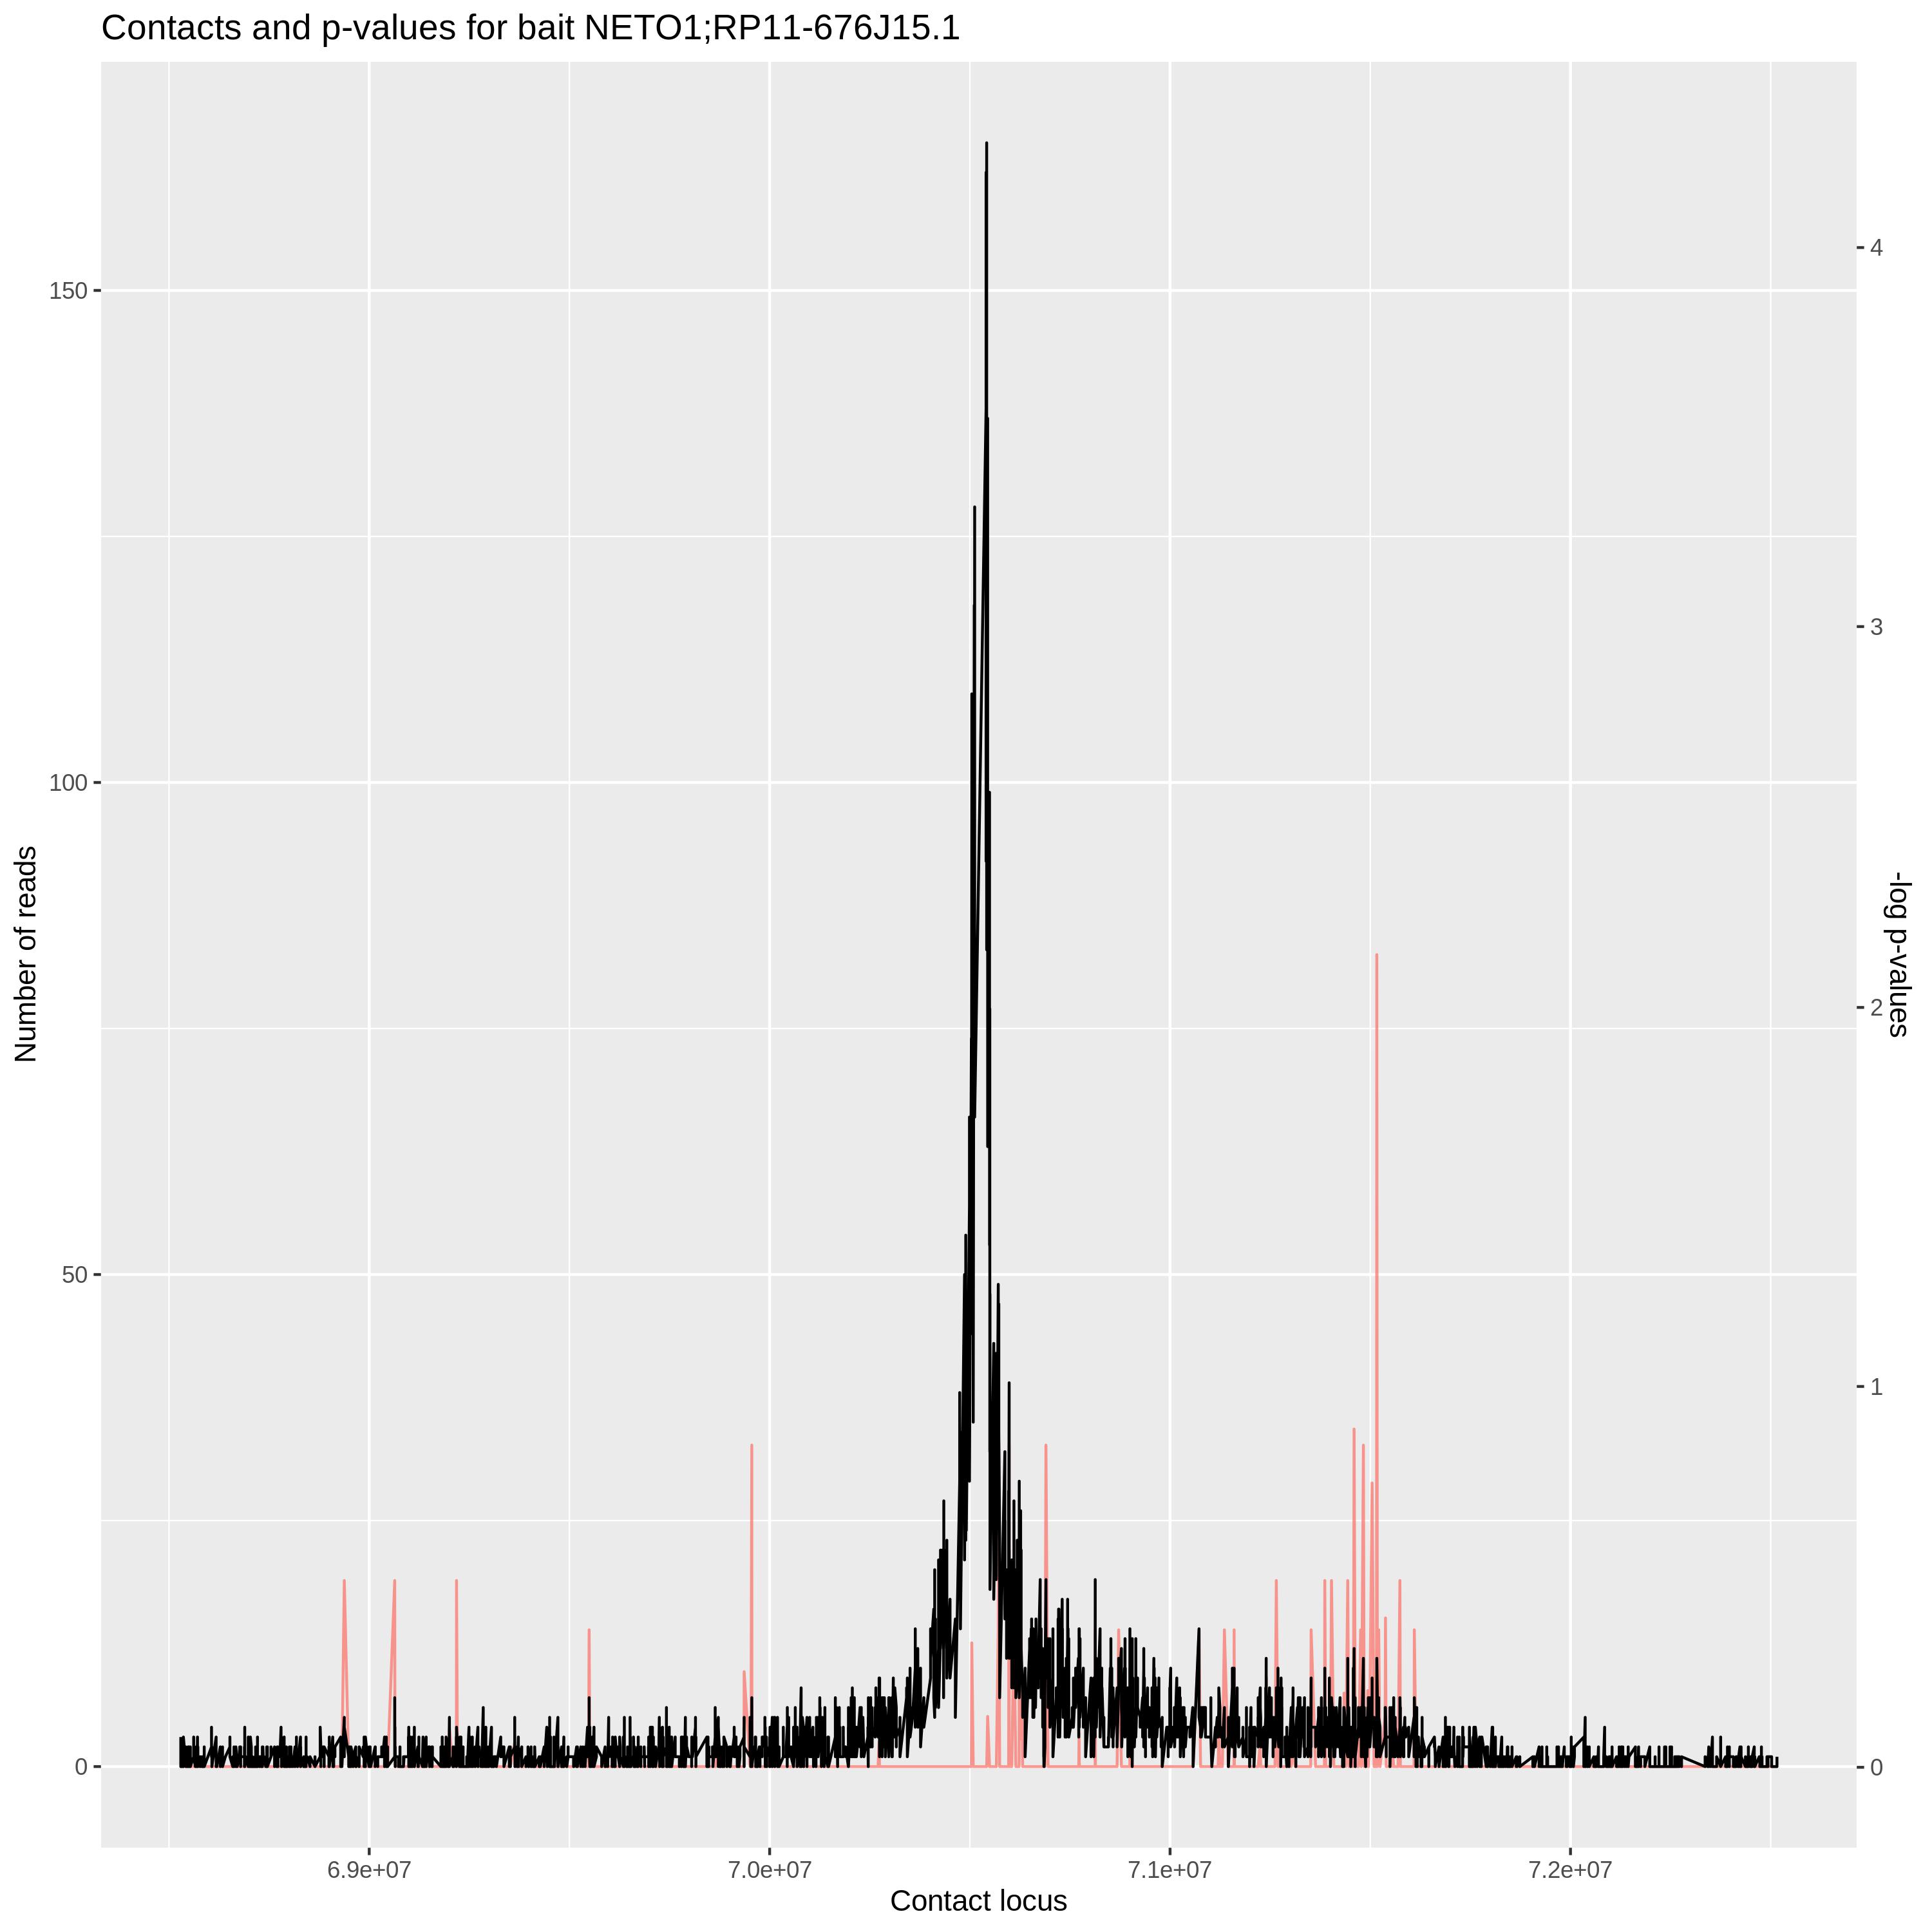 Contacts and p-values for bait NETO1;RP11-676J15.1
Number of reads
150
100
50
0
4
3
2
1
0
-log p-values
6.9e+07 7.0e+07 7.1e+07 7.2e+07
Contact locus